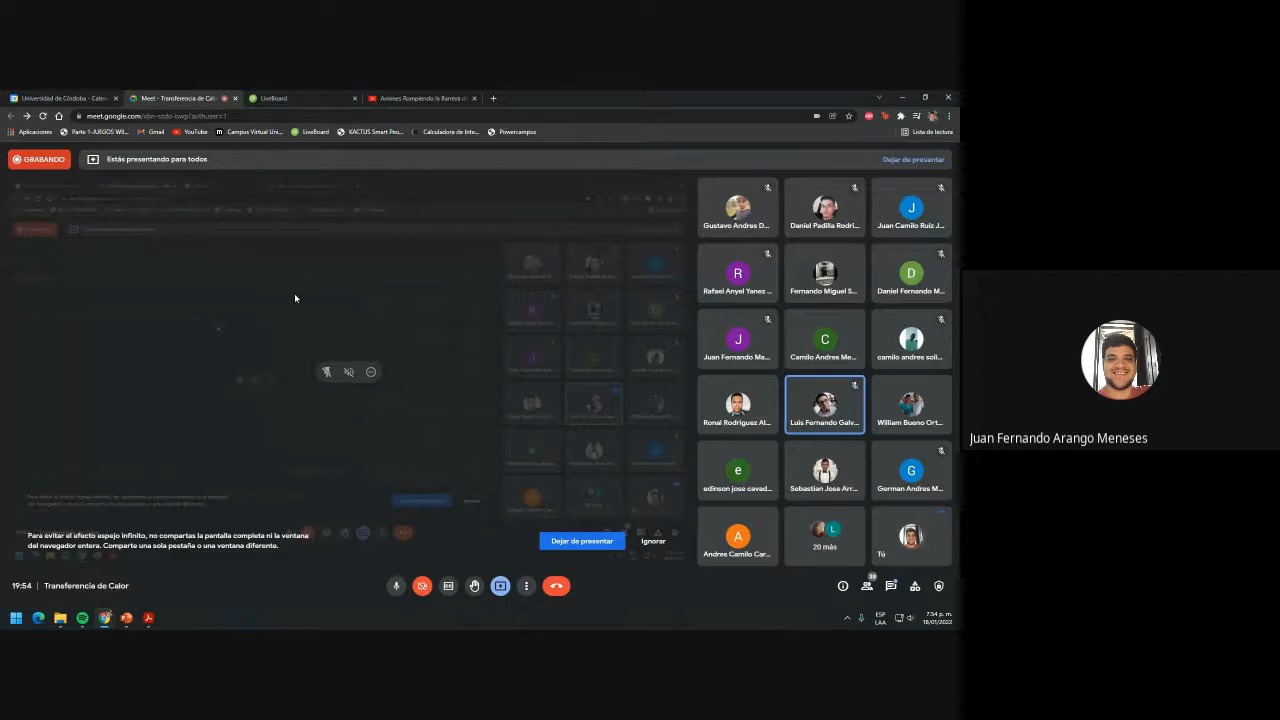 Universidad de Córdoba - Calen
Meet - Transferencia de Cal
LiveBoard
Aviones Rompiendo la Barrera d
meet.google.com/xbn-szdo-bwp?authuser=1
Aplicaciones
Parte 1-JUEGOS WIL...
Gmail
YouTube
Campus Virtual Uni...
LiveBoard
KACTUS Smart Peo...
Calculadora de Inte...
Powercampus
Lista de lectura
GRABANDO
Estás presentando para todos
Dejar de presentar
Gustavo Andres D...
Daniel Padilla Rodri...
J
Juan Camilo Ruiz J...
R
Rafael Anyel Yanez ...
Fernando Miguel S...
D
Daniel Fernando M...
J
Juan Fernando Ma...
C
Camilo Andres Me...
camilo andres soli...
Ronal Rodriguez Al...
Luis Fernando Galv...
William Bueno Ort...
Juan Fernando Arango Meneses
e
edinson jose cavad...
Sebastian Jose Arr...
G
German Andres M...
A
Andres Camilo Car...
L
20 más
Tú
Para evitar el efecto espejo infinito, no compartas la pantalla completa ni la ventana
del navegador entera. Comparte una sola pestaña o una ventana diferente.
Dejar de presentar
Ignorar
19:54 | Transferencia de Calor
38
ESP
LAA
7:54 p. m.
18/01/2022